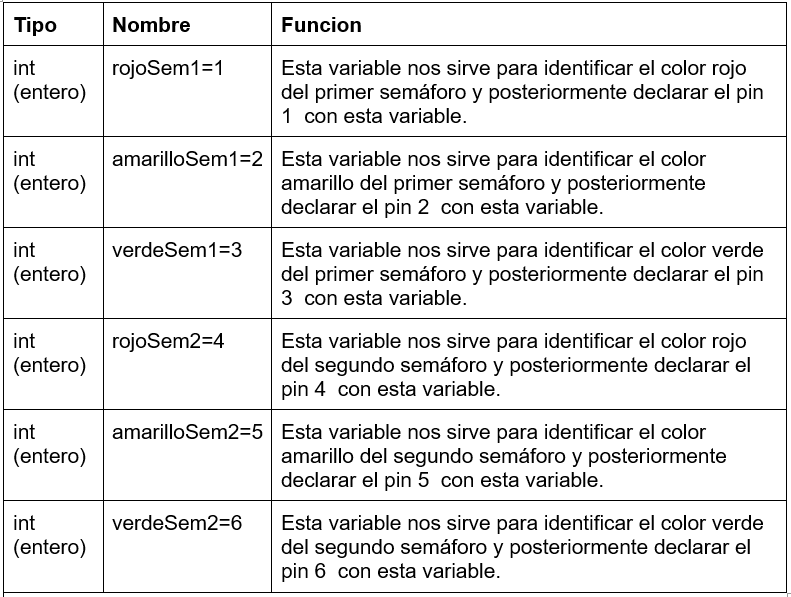 Tipo Nombre Funcion
int rojoSem1=1 Esta variable nos sirve para identificar el color rojo
(entero) del primer semáforo y posteriormente declarar el pin
1  con esta variable.
int amarilloSem1=2 Esta variable nos sirve para identificar el color
(entero) amarillo del primer semáforo y posteriormente
declarar el pin 2  con esta variable.
int verdeSem1=3 Esta variable nos sirve para identificar el color verde
(entero) del primer semáforo y posteriormente declarar el pin
3  con esta variable.
int rojoSem2=4 Esta variable nos sirve para identificar el color rojo
(entero) del segundo semáforo y posteriormente declarar el
pin 4  con esta variable.
int amarilloSem2=5 Esta variable nos sirve para identificar el color
(entero) amarillo del segundo semáforo y posteriormente
declarar el pin 5  con esta variable.
int verdeSem2=6 Esta variable nos sirve para identificar el color verde
(entero) del segundo semáforo y posteriormente declarar el
pin 6  con esta variable.